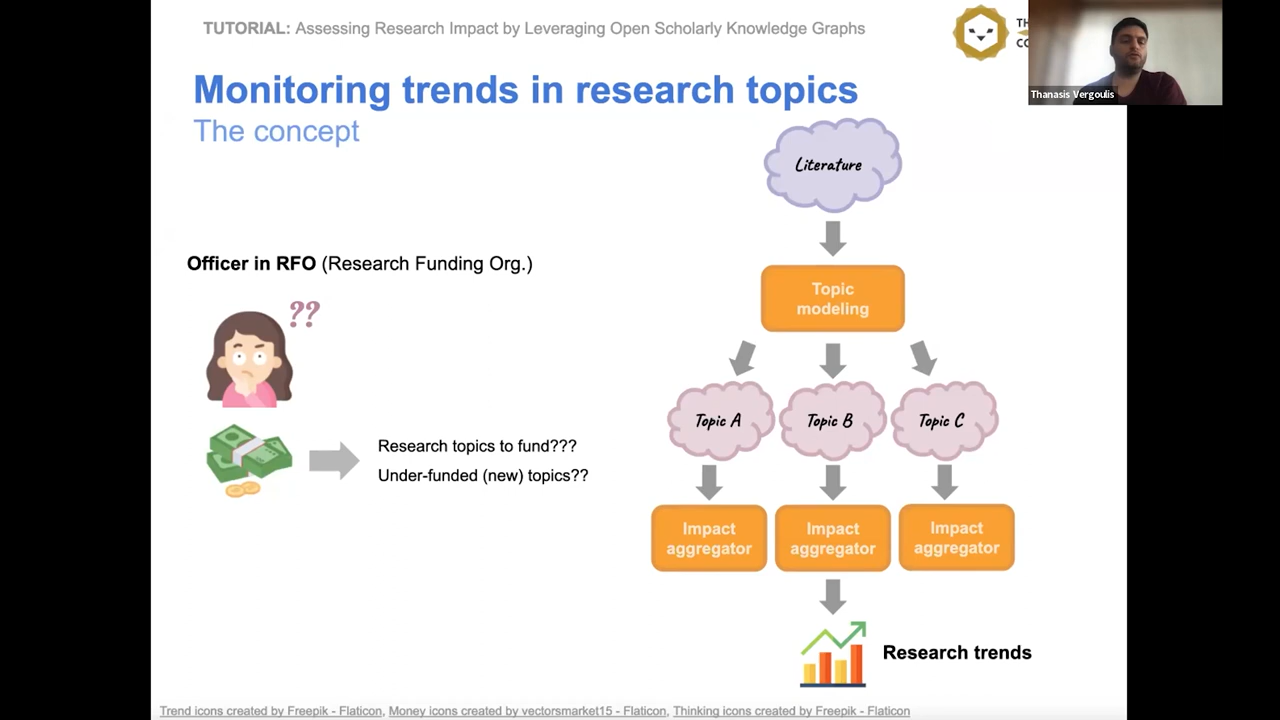 TUTORIAL: Assessing Research Impact by Leveraging Open Scholarly Knowledge Graphs
Thanasis Vergoulis
Monitoring trends in research topics
The concept
Literature
Officer in RFO (Research Funding Org.)
??
Topic
modeling
Topic A
Topic B
Topic C
Research topics to fund???
Under-funded (new) topics??
Impact
aggregator
Impact
aggregator
Impact
aggregator
Research trends
Trend icons created by Freepik - Flaticon, Money icons created by vectorsmarket15 - Flaticon, Thinking icons created by Freepik - Flaticon